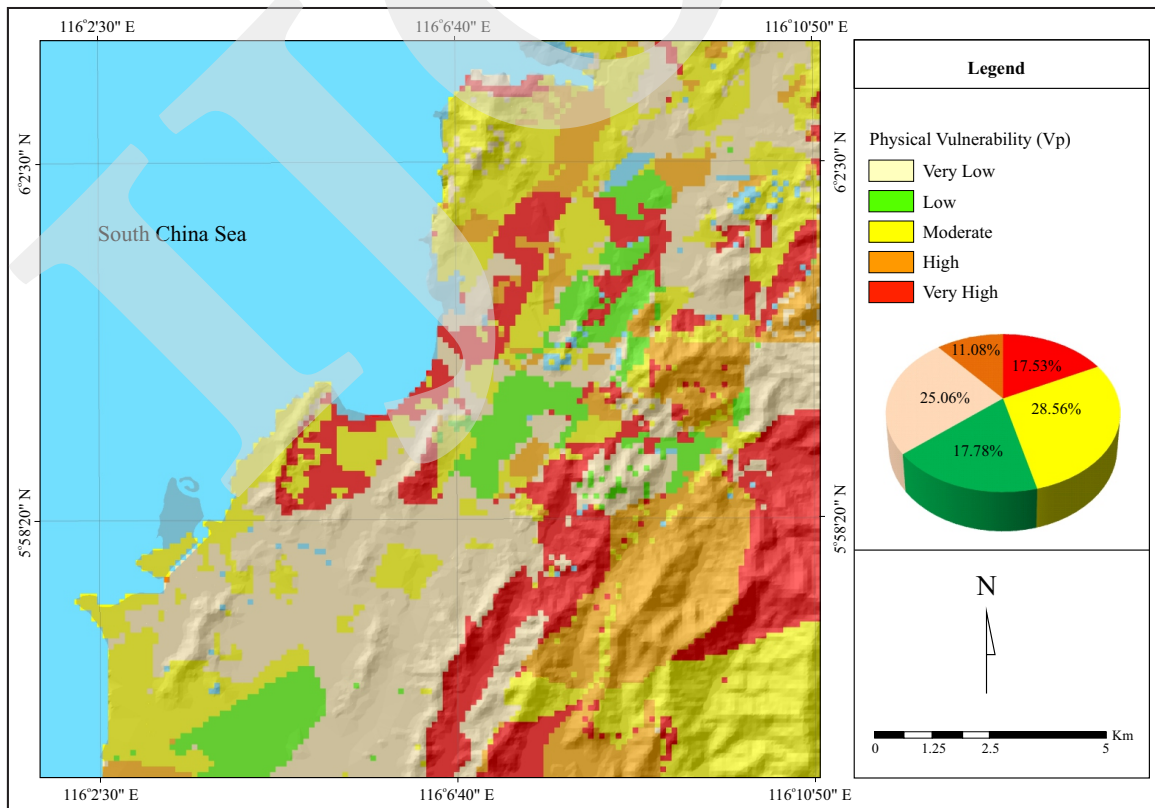 116°2'30" E
116°6'40" E
116°10'50" E
6°2'30" N
6°2'30" N
South China Sea
5°58'20" N
5°58'20" N
116°2'30" E
116°6'40" E
116°10'50" E
Legend
Physical Vulnerability (Vp)
Very Low
Low
Moderate
High
Very High
11.08%
17.53%
25.06%
28.56%
17.78%
N
Km
0
1.25
2.5
5